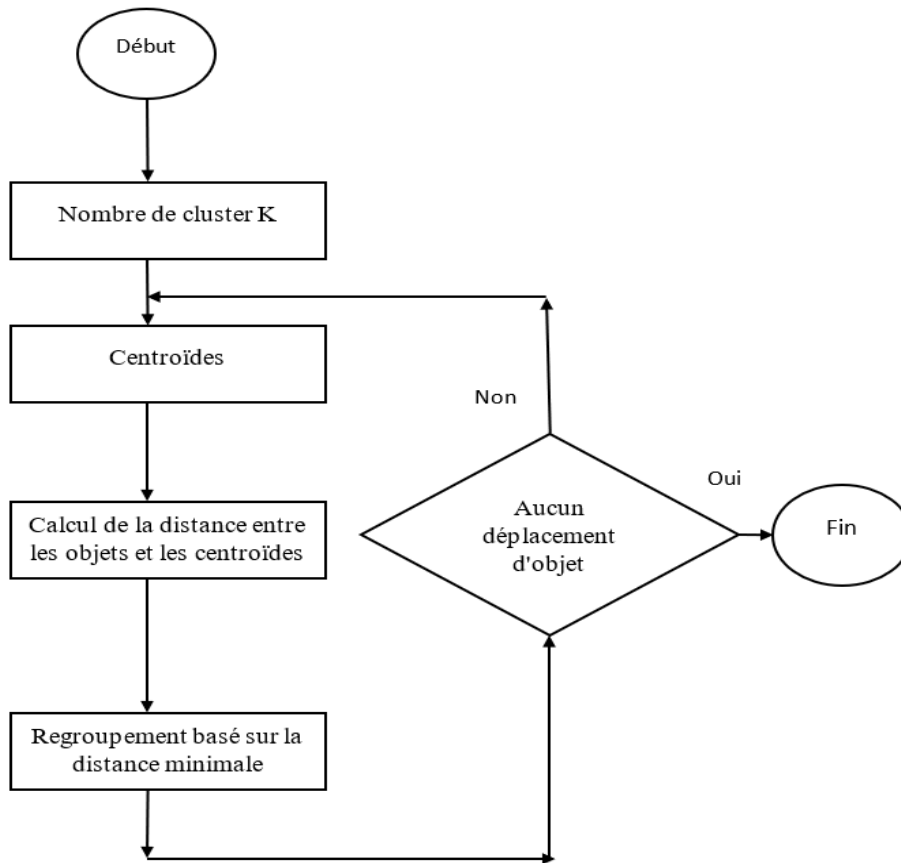 Début
Nombre de cluster K
Centroïdes
Calcul de la distance entre
les objets et les centroïdes
Regroupement basé sur la
distance minimale
Non
Aucun
déplacement
d'objet
Oui
Fin